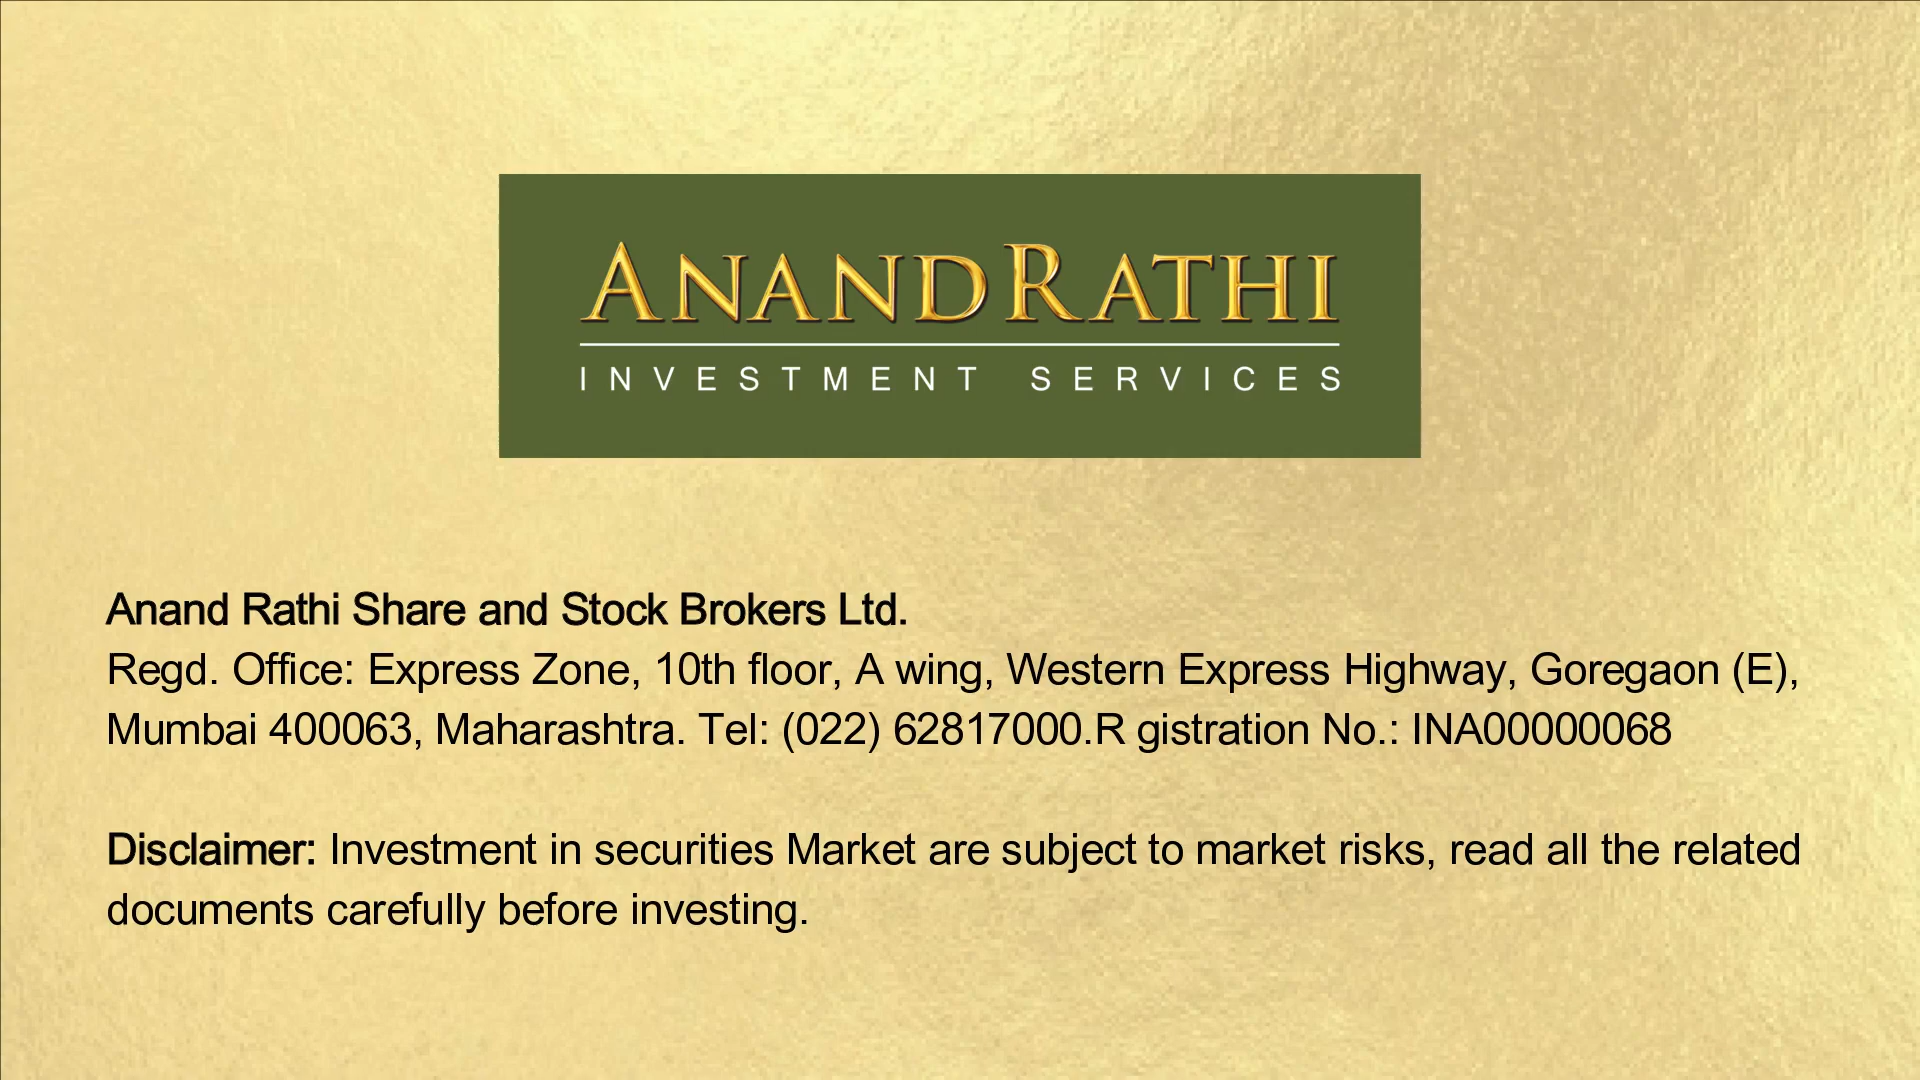 ANANDRATHI
INVESTMENT SERVICES
Anand Rathi Share and Stock Brokers Ltd.
Regd. Office: Express Zone, 10th floor, A wing, Western Express Highway, Goregaon (E),
Mumbai 400063, Maharashtra. Tel: (022) 62817000.R gistration No.: INA00000068
Disclaimer: Investment in securities Market are subject to market risks, read all the related
documents carefully before investing.